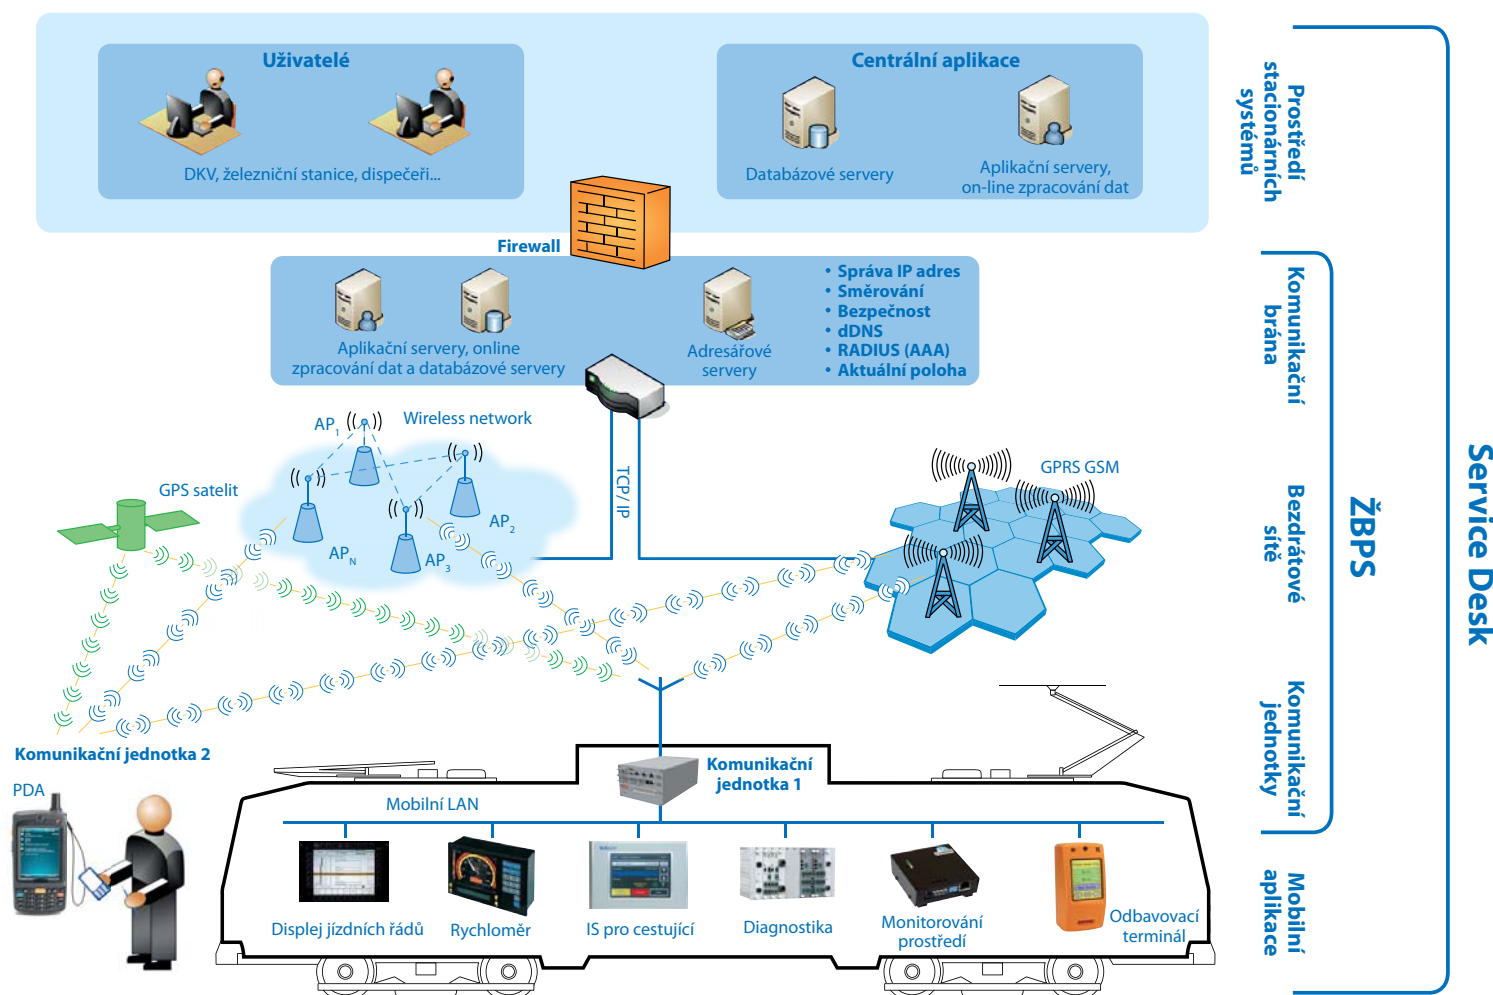 Uživatelé
DKV, železniční stanice, dispečeři...
Centrální aplikace
Databázové servery
Aplikační servery,
on-line zpracování dat
Prostředí
stacionárních
systémů
Firewall
Aplikační servery, online
zpracování dat a databázové servery
Adresářové
servery
• Správa IP adres
• Směrování
• Bezpečnost
• dDNS
• RADIUS (AAA)
• Aktuální poloha
Komunikační
brána
AP1
Wireless network
AP2
APN
AP3
GPS satelit
TCP / IP
GPRS GSM
Bezdrátové
sítě
ŽBPS
Service Desk
Komunikační jednotka 2
PDA
Komunikační
jednotka 1
Mobilní LAN
Komunikační
jednotky
Displej jízdních řádů
Rychloměr
IS pro cestující
Diagnostika
Monitorování
prostředí
Odbavovací
terminál
Mobilní
aplikace